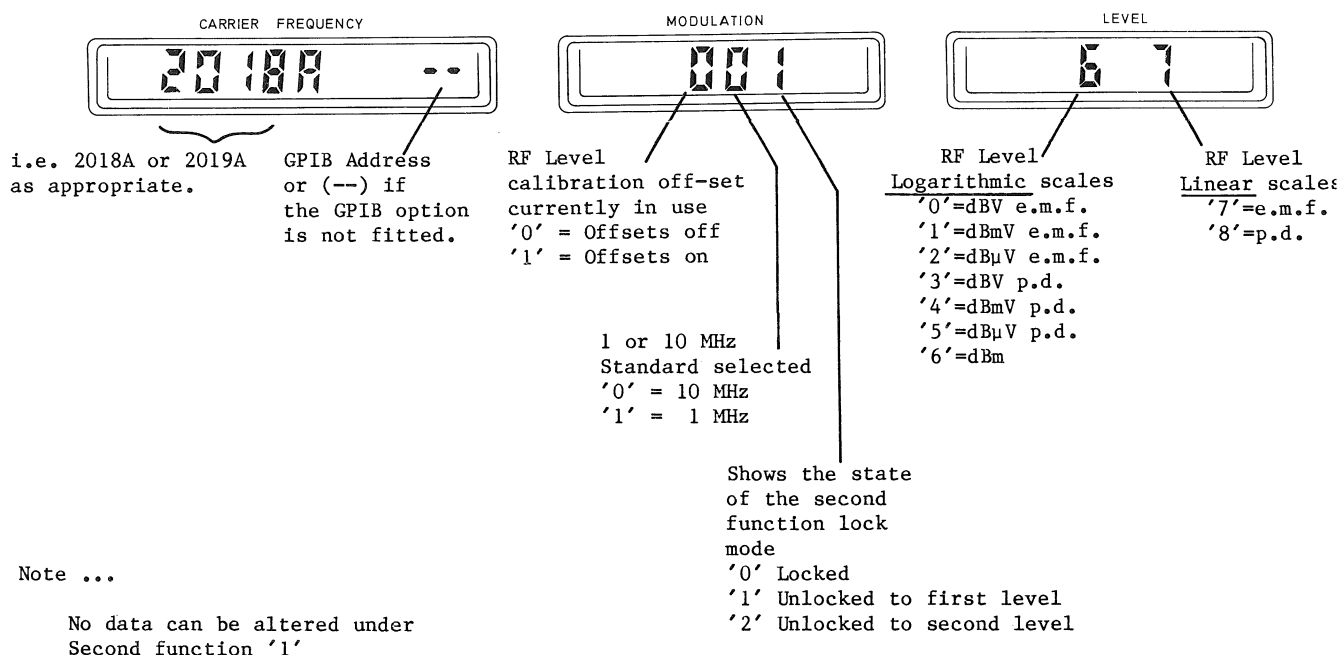 CARRIER FREQUENCY
2018A --
i.e. 2018A or 2019A
as appropriate.
GPIB Address
or (--) if
the GPIB option
is not fitted.
MODULATION
001
RF Level
calibration off-set
currently in use
'0' = Offsets off
'1' = Offsets on
1 or 10 MHz
Standard selected
'0' = 10 MHz
'1' = 1 MHz
Shows the state
of the second
function lock
mode
'0' Locked
'1' Unlocked to first level
'2' Unlocked to second level
LEVEL
6 7
RF Level
Logarithmic scales
'0'=dBV e.m.f.
'1'=dBmV e.m.f.
'2'=dBµV e.m.f.
'3'=dBV p.d.
'4'=dBmV p.d.
'5'=dBµV p.d.
'6'=dBm
RF Level
Linear scales
'7'=e.m.f.
'8'=p.d.
Note ...
No data can be altered under
Second function '1'